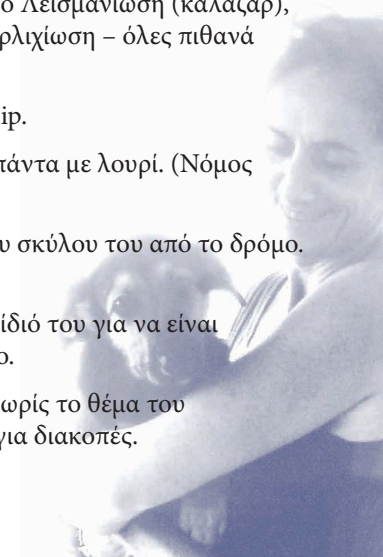 Λεϊσμανίωση (καλαζάρ),
ρλιχίωση – όλες πιθανά
ip.
πάντα με λουρί. (Νόμος
υ σκύλου του από το δρόμο.
ίδιό του για να είναι
ο.
ωρίς το θέμα του
για διακοπές.